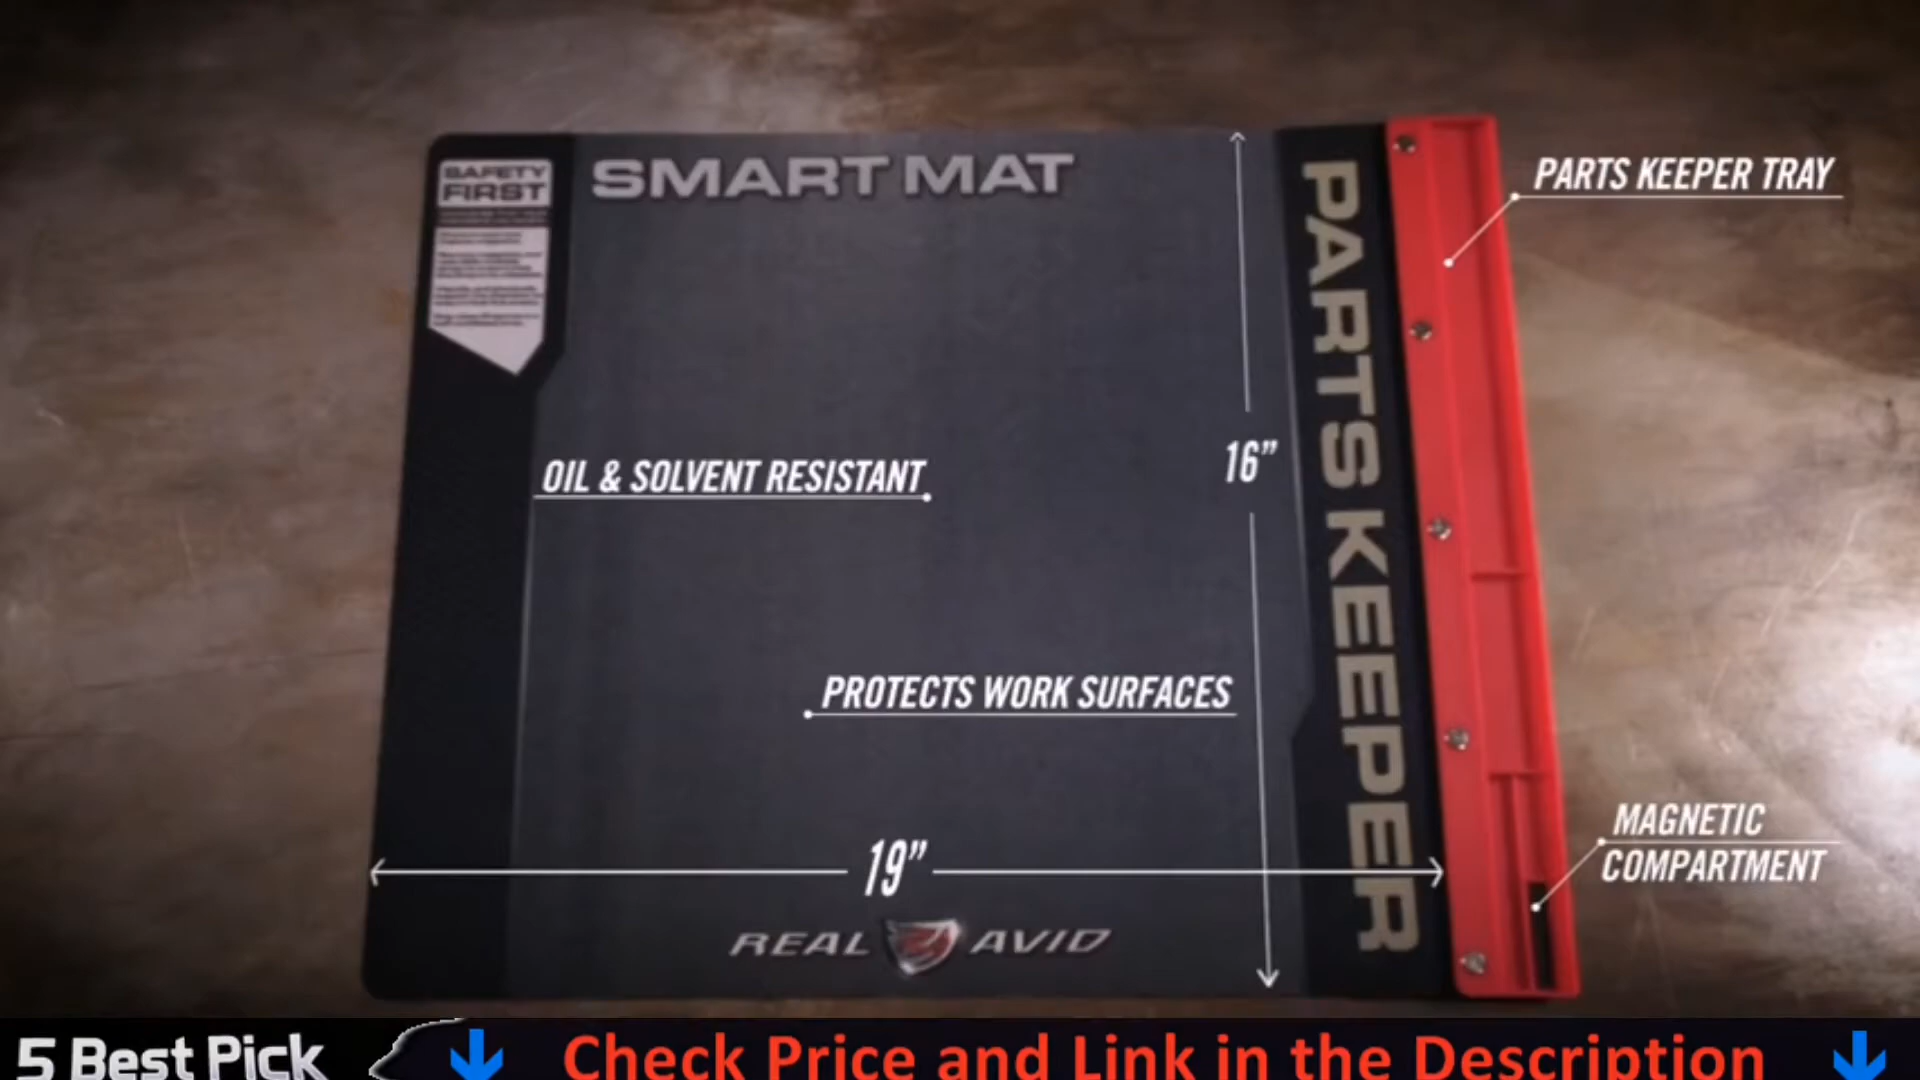 SAFETY
FIRST
SMART MAT
PARTS KEEPER
PARTS KEEPER TRAY
OIL & SOLVENT RESISTANT
16”
PROTECTS WORK SURFACES
MAGNETIC
COMPARTMENT
19”
REAL AVID
5 Best Pick
Check Price and Link in the Description